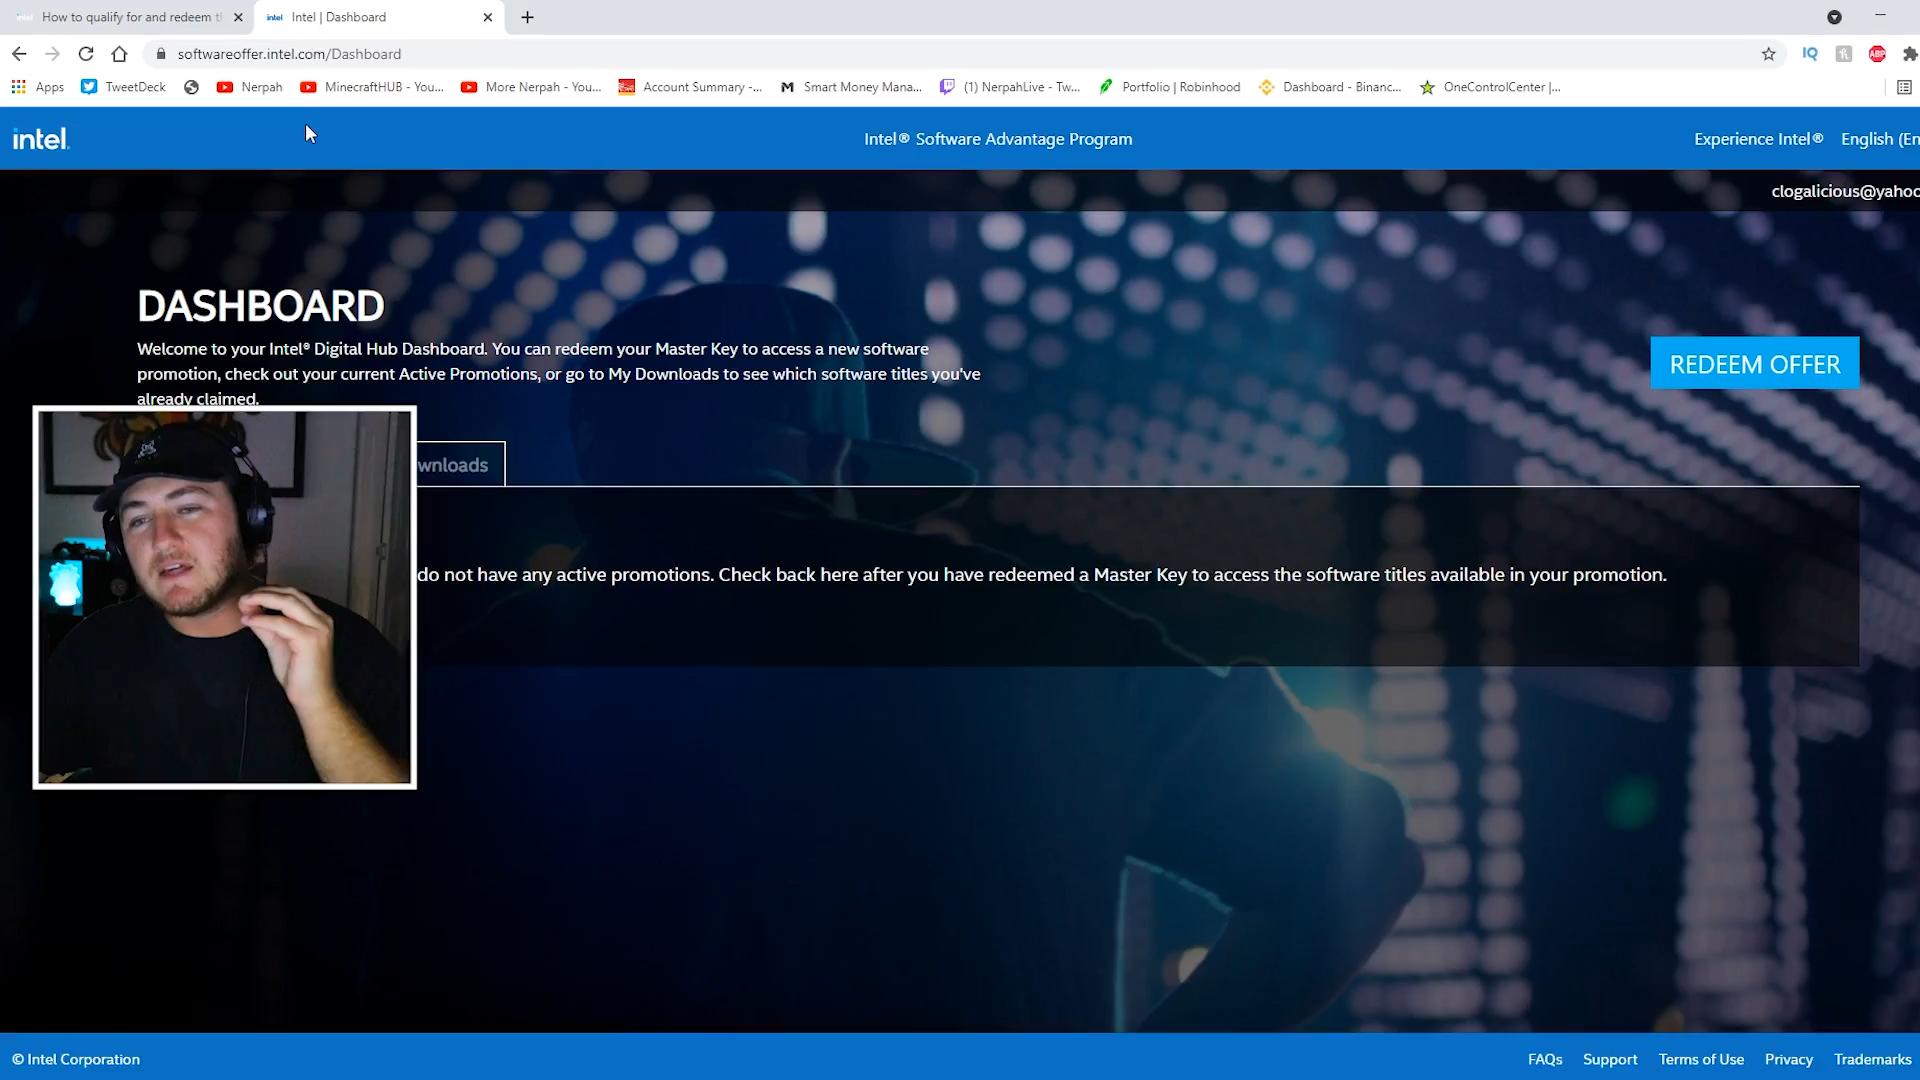 How to qualify for and redeem t
Intel | Dashboard
softwareoffer.intel.com/Dashboard
IQ
ABP
Apps
TweetDeck
Nerpah
MinecraftHUB - You...
More Nerpah - You...
Account Summary -...
Smart Money Mana...
(1) NerpahLive - Tw...
Portfolio | Robinhood
Dashboard - Binanc...
OneControlCenter |...
intel.
Intel® Software Advantage Program
Experience Intel®
English (En
clogalicious@yahoo
DASHBOARD
Welcome to your Intel® Digital Hub Dashboard. You can redeem your Master Key to access a new software
promotion, check out your current Active Promotions, or go to My Downloads to see which software titles you've
already claimed.
REDEEM OFFER
wnloads
do not have any active promotions. Check back here after you have redeemed a Master Key to access the software titles available in your promotion.
© Intel Corporation
FAQs
Support
Terms of Use
Privacy
Trademarks